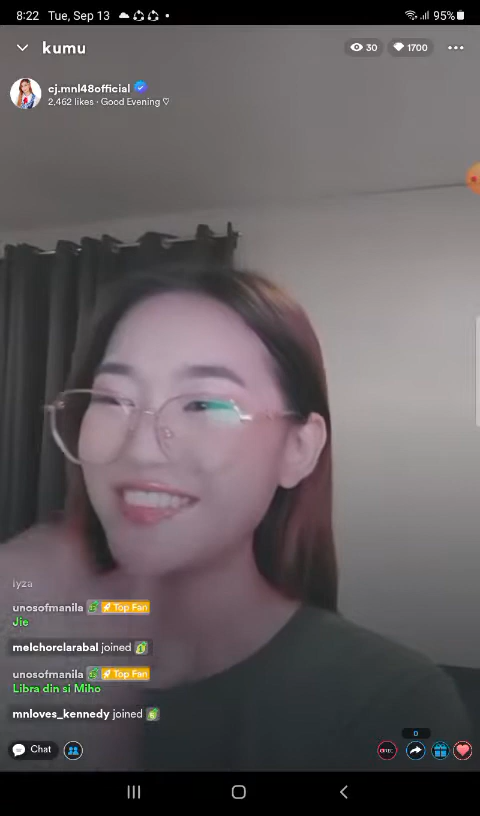 8:22 Tue, Sep 13 95%
kumu 30 1700
cj.mnl48official
2,462 likes · Good Evening ♡
lyza
unosofmanila Top Fan
Jie
melchorclarabal joined
unosofmanila Top Fan
Libra din si Miho
mnloves_kennedy joined
0
Chat